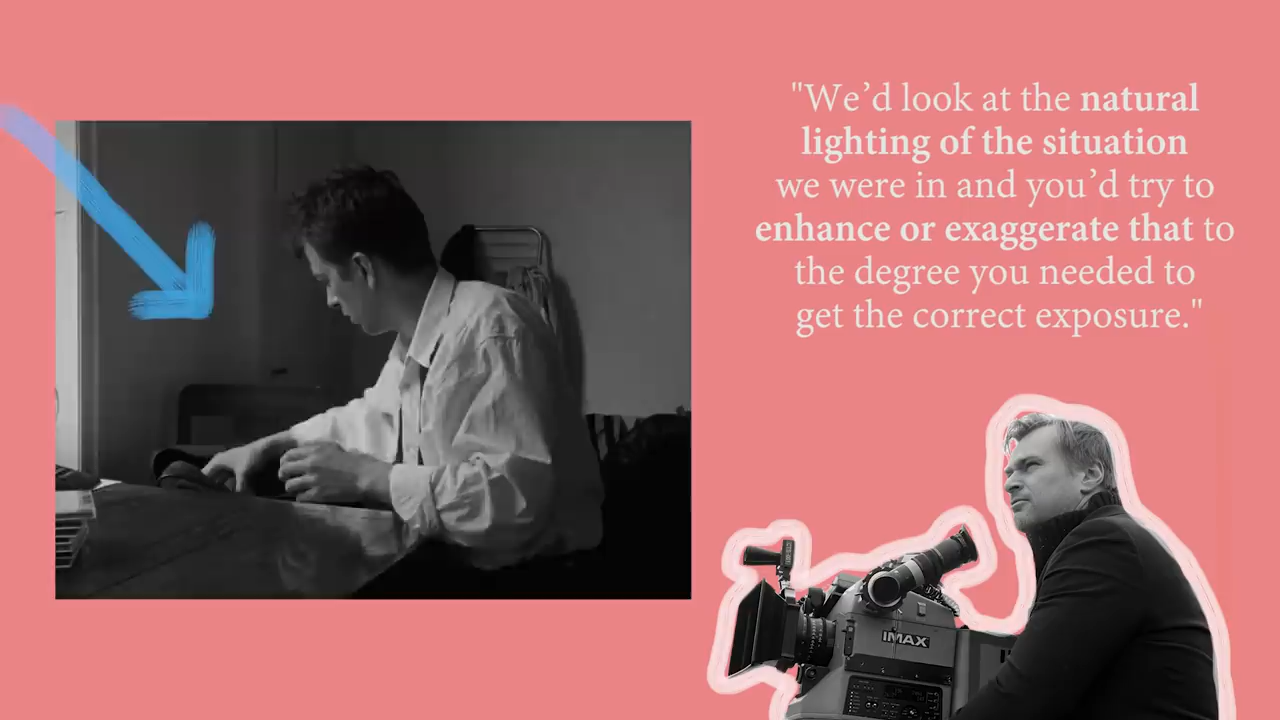 "We’d look at the natural
lighting of the situation
we were in and you’d try to
enhance or exaggerate that to
the degree you needed to
get the correct exposure."
IMAX